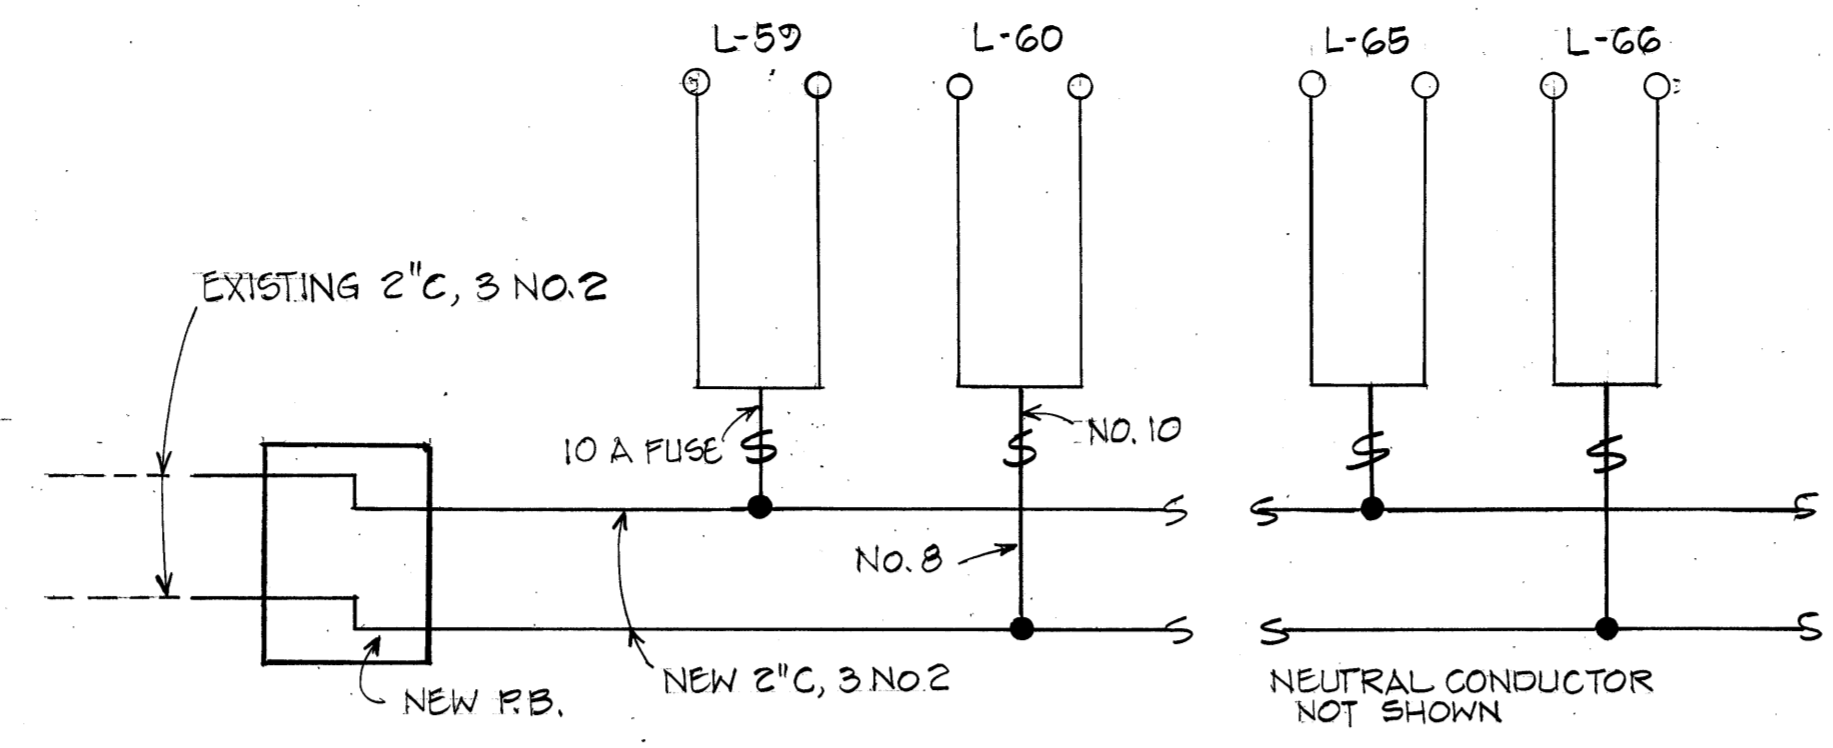 L-59
L-60
L-65
L-66
EXISTING 2"C, 3 NO.2
10 A FUSE
NO. 10
NO. 8
NEW 2"C, 3 NO.2
NEW P.B.
NEUTRAL CONDUCTOR
NOT SHOWN